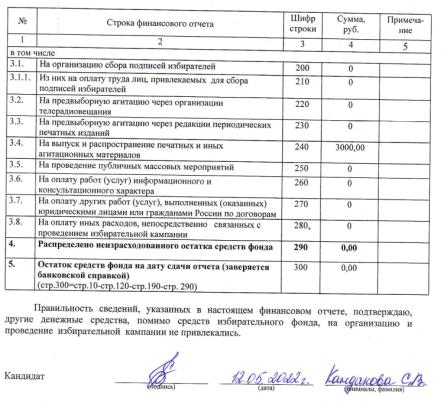 № Строка финансового отчета Шифр строки Сумма, руб. Примеча-ние
1 2 3 4 5
в том числе
3.1. На организацию сбора подписей избирателей 200 0
3.1.1. Из них на оплату труда лиц, привлекаемых для сбора
подписей избирателей 210 0
3.2. На предвыборную агитацию через организации
телерадиовещания 220 0
3.3. На предвыборную агитацию через редакции периодических
печатных изданий 230 0
3.4. На выпуск и распространение печатных и иных
агитационных материалов 240 3000,00
3.5. На проведение публичных массовых мероприятий 250 0
3.6. На оплату работ (услуг) информационного и
консультационного характера 260 0
3.7. На оплату других работ (услуг), выполненных (оказанных)
юридическими лицами или гражданами России по договорам 270 0
3.8. На оплату иных расходов, непосредственно связанных с
проведением избирательной кампании 280, 0
4. Распределено неизрасходованного остатка средств фонда 290 0,00
5. Остаток средств фонда на дату сдачи отчета (заверяется
банковской справкой) 300 0,00
(стр.300=стр.10-стр.120-стр.190-стр. 290)
Правильность сведений, указанных в настоящем финансовом отчете, подтверждаю,
другие денежные средства, помимо средств избирательного фонда, на организацию и
проведение избирательной кампании не привлекались.
Кандидат 12.05.2022 г. Кандакова С.В.
(подпись) (дата) (инициалы, фамилия)